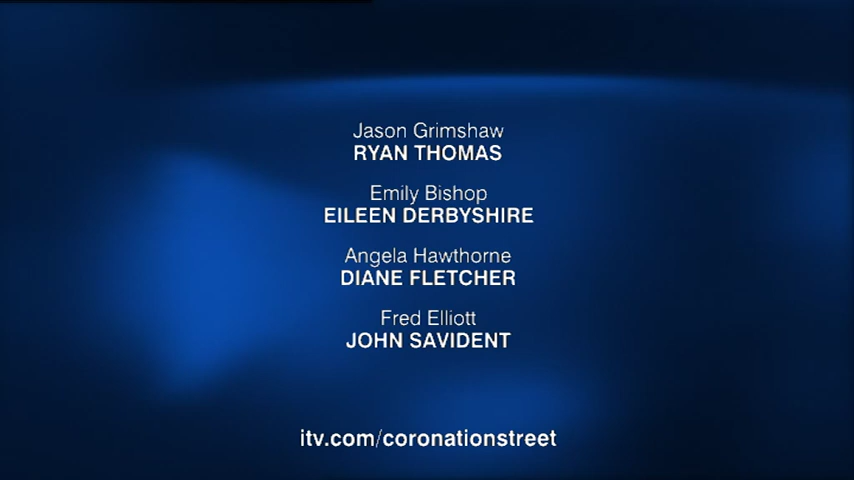 Jason Grimshaw
RYAN THOMAS
Emily Bishop
EILEEN DERBYSHIRE
Angela Hawthorne
DIANE FLETCHER
Fred Elliott
JOHN SAVIDENT
itv.com/coronationstreet